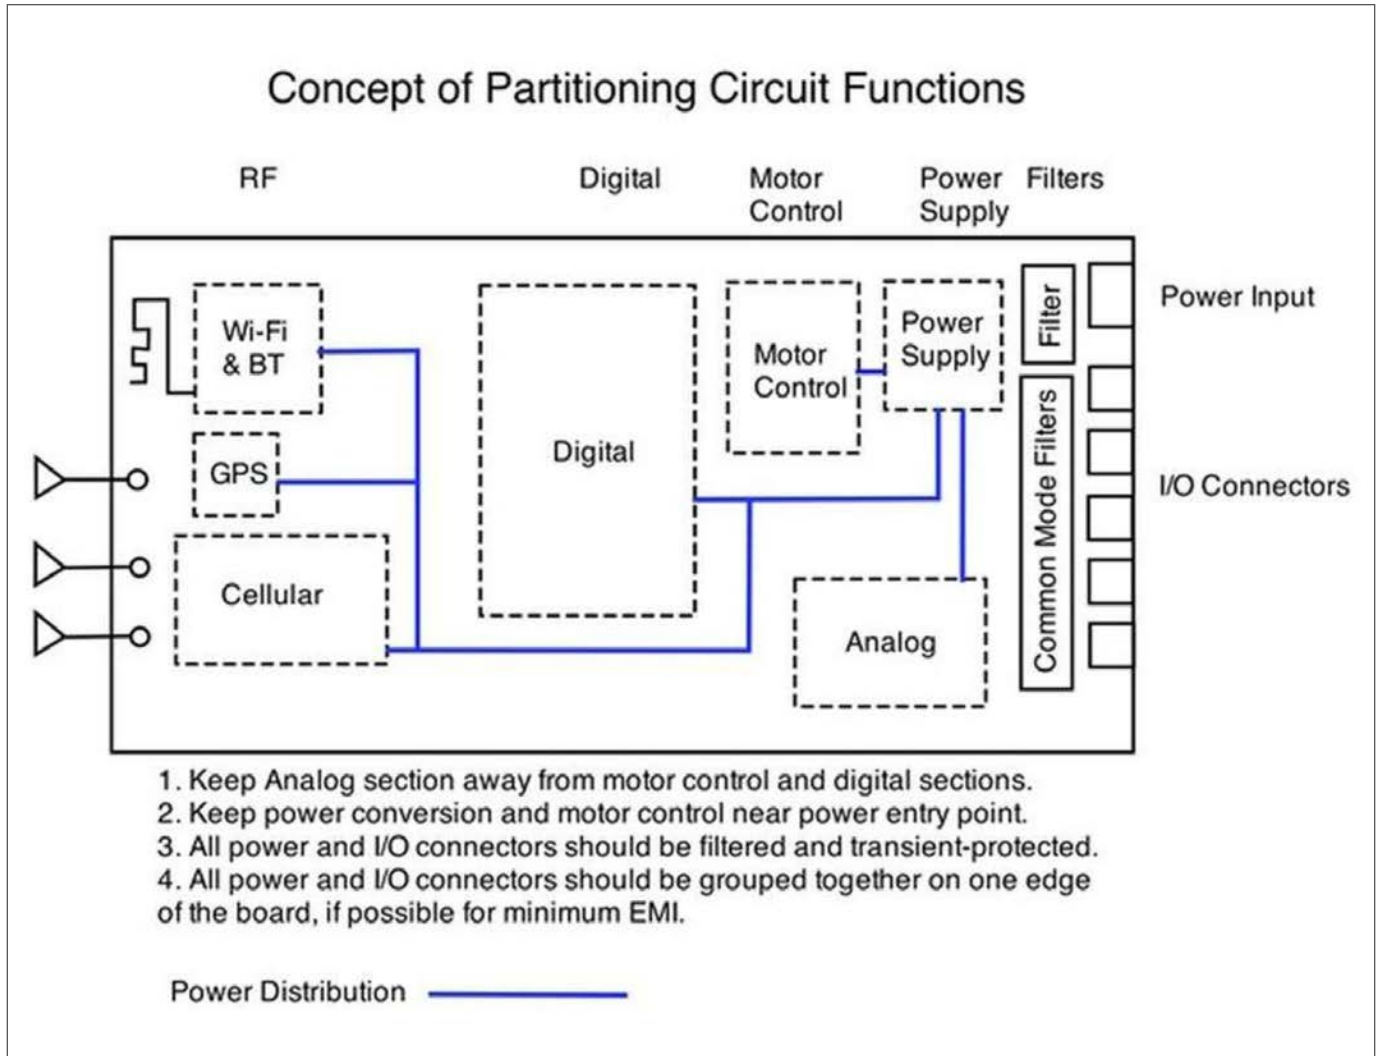 Concept of Partitioning Circuit Functions
RF
Digital
Motor
Control
Power
Supply
Filters
Wi-Fi
& BT
GPS
Cellular
Digital
Motor
Control
Power
Supply
Analog
Filter
Common Mode Filters
Power Input
I/O Connectors
1. Keep Analog section away from motor control and digital sections.
2. Keep power conversion and motor control near power entry point.
3. All power and I/O connectors should be filtered and transient-protected.
4. All power and I/O connectors should be grouped together on one edge
of the board, if possible for minimum EMI.
Power Distribution